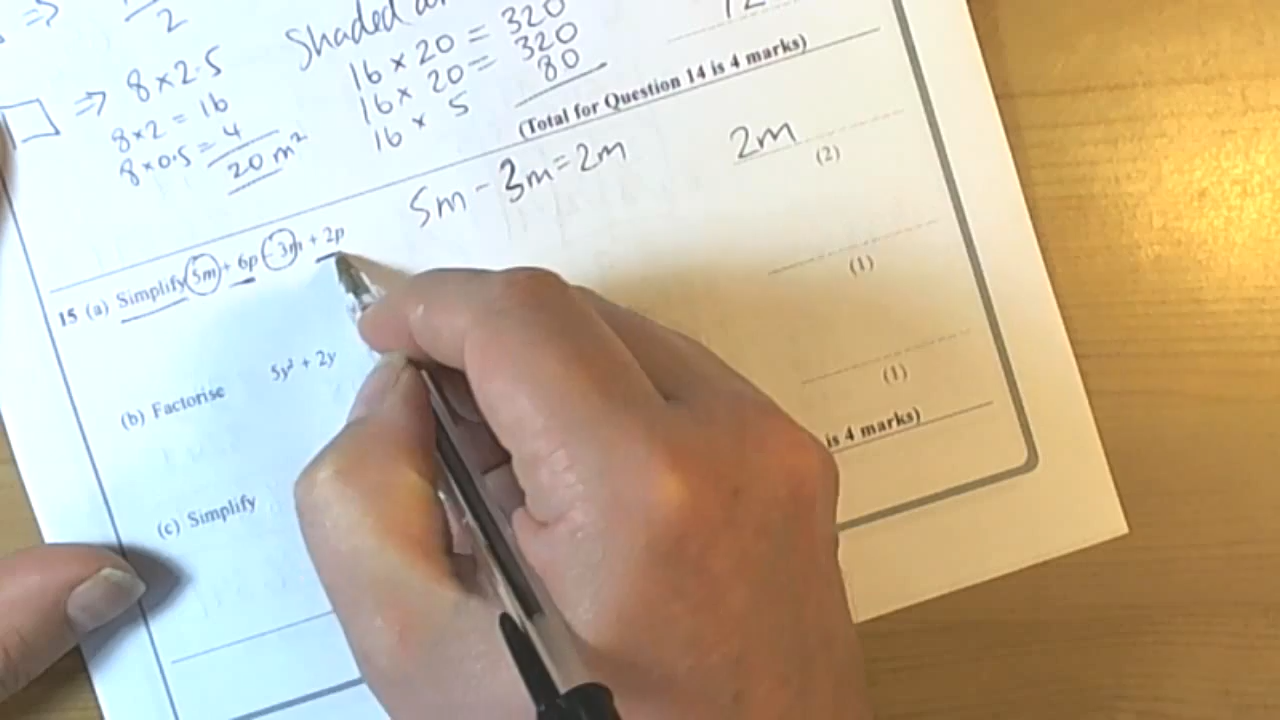 2
8 × 2.5
8 × 2 = 16
8 × 0.5 = 4
20 m²
Shaded
16 × 20 = 320
16 × 20 = 320
16 × 5 80
(Total for Question 14 is 4 marks)
5m - 3m = 2m
2m
(2)
15 (a) Simplify 5m + 6p - 3m + 2p
(1)
(b) Factorise 5y² + 2y
(1)
(c) Simplify
is 4 marks)